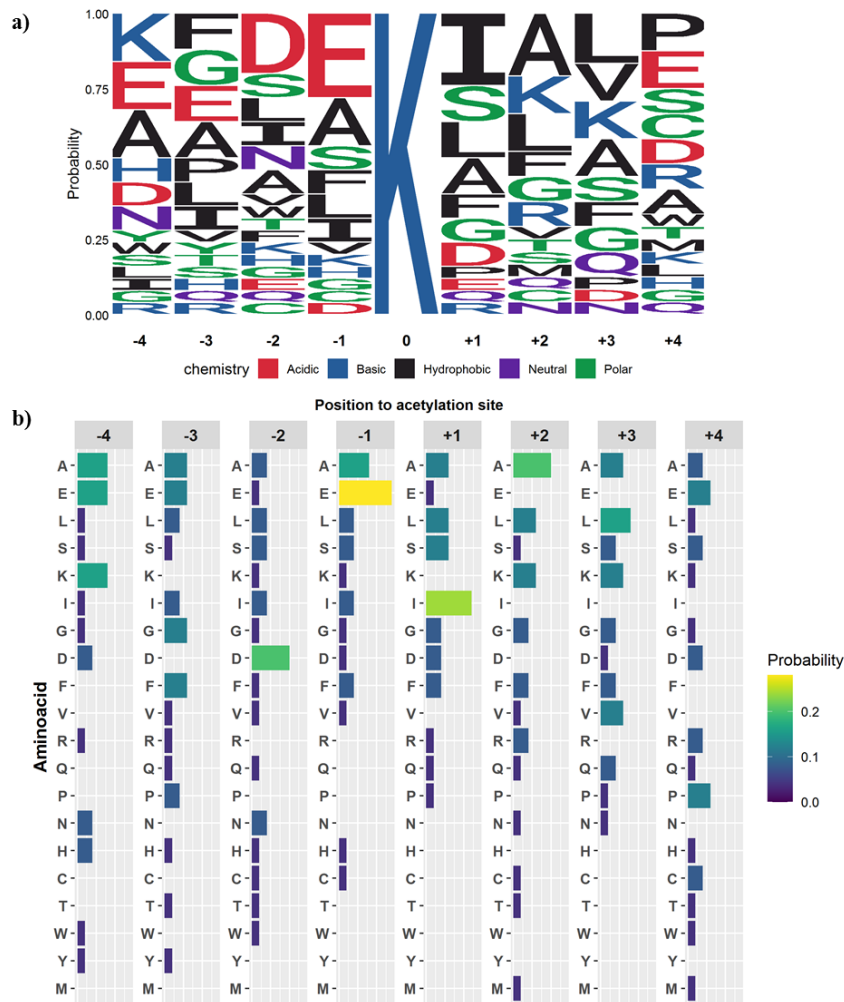 a)
Probability
1.00
0.75
0.50
0.25
0.00
K E A H D N Y W S L I G R
F G E A P L I V Y T S H Q R
D S L I N A V W T F K H G E Q C
E A S F L I V K H G C D
K
I S L A F G D P E Q R
A K L F G R V T S M Q C N
L V K A S F G Q P D N
P E S C D R A W T M K L H G Q
-4 -3 -2 -1 0 +1 +2 +3 +4
chemistry Acidic Basic Hydrophobic Neutral Polar
b)
Position to acetylation site
-4 -3 -2 -1 +1 +2 +3 +4
Aminoacid
A A A A A A A A
E E E E E E E E
L L L L L L L L
S S S S S S S S
K K K K K K K K
I I I I I I I I
G G G G G G G G
D D D D D D D D
F F F F F F F F
V V V V V V V V
R R R R R R R R
Q Q Q Q Q Q Q Q
P P P P P P P P
N N N N N N N N
H H H H H H H H
C C C C C C C C
T T T T T T T T
W W W W W W W W
Y Y Y Y Y Y Y Y
M M M M M M M M
Probability
0.2
0.1
0.0